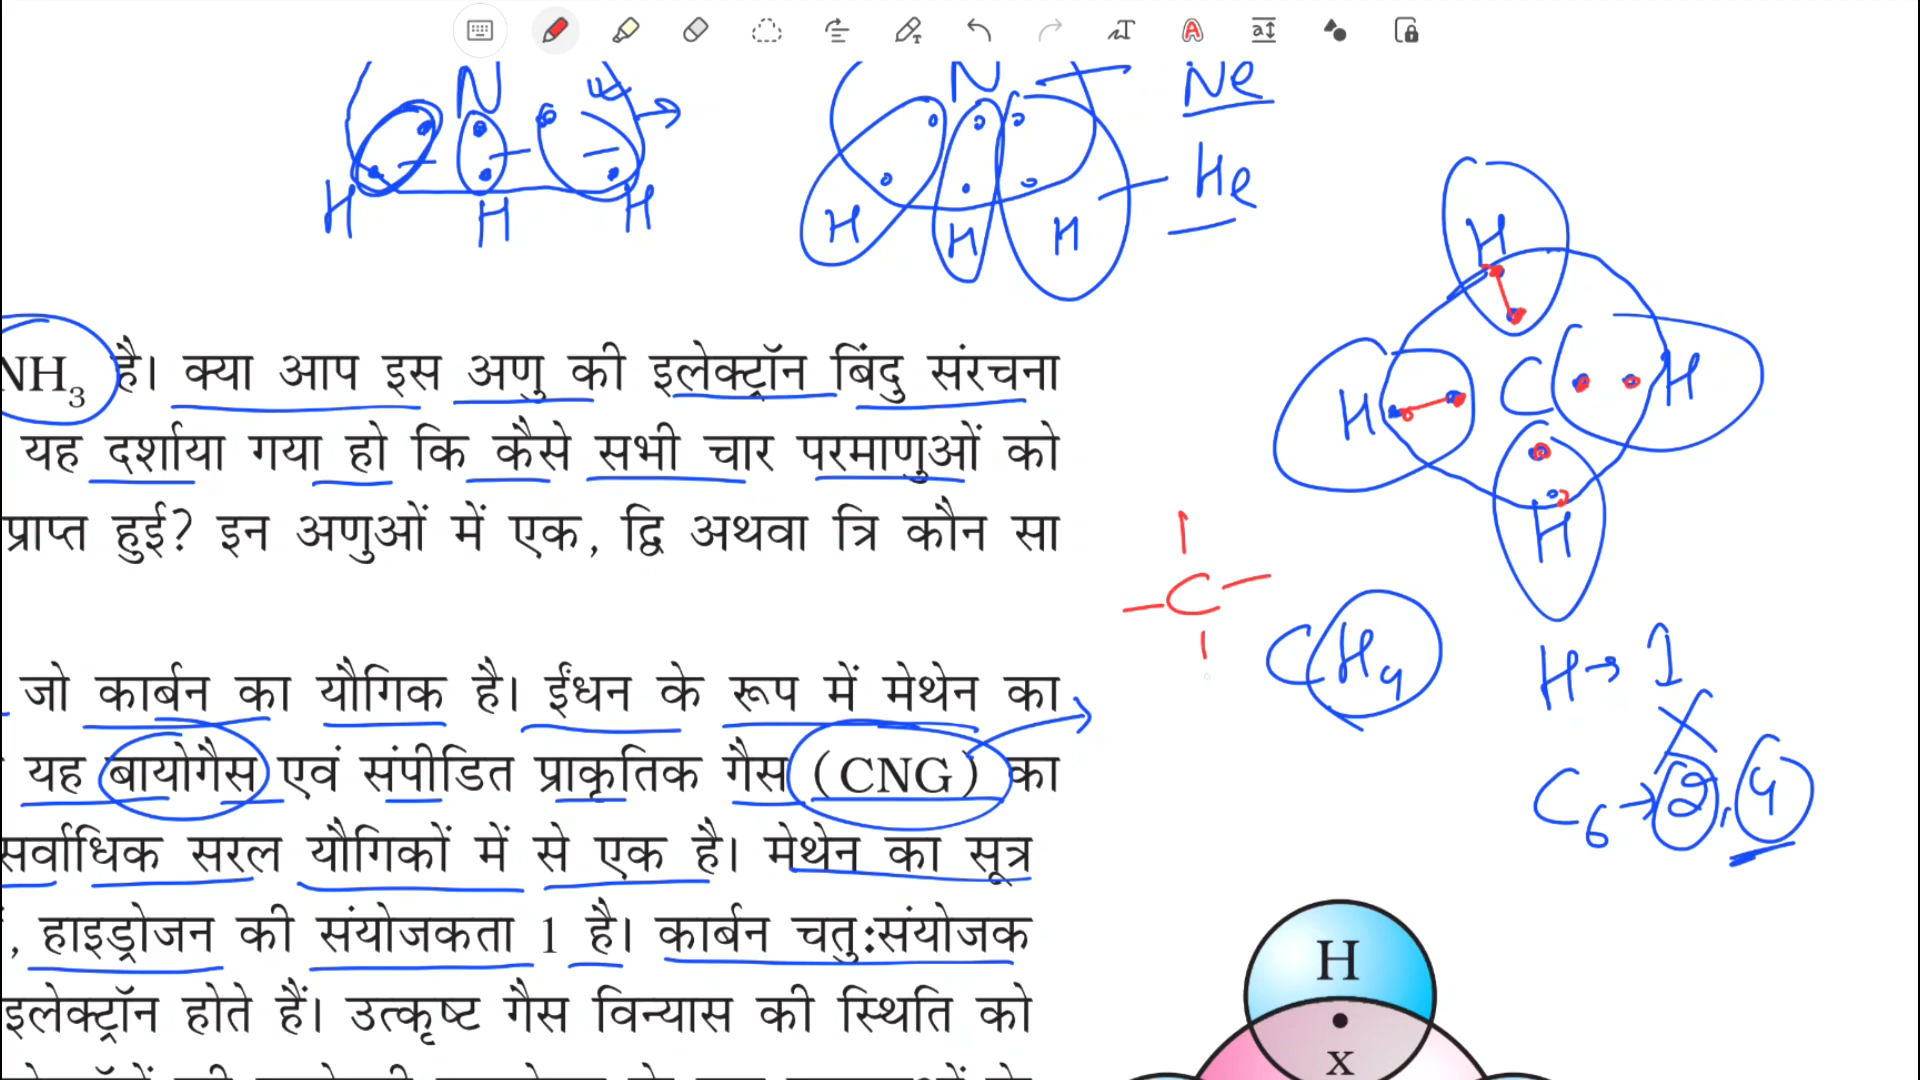 N
N
Ne
H
H
H
H
H
H
He
H
H C H
H
NH₃ है। क्या आप इस अणु की इलेक्ट्रॉन बिंदु संरचना
यह दर्शाया गया हो कि कैसे सभी चार परमाणुओं को
प्राप्त हुई? इन अणुओं में एक, द्वि अथवा त्रि कौन सा
C
CH₄
H → 1
C₆ → 2, 4
जो कार्बन का यौगिक है। ईंधन के रूप में मेथेन का
यह बायोगैस एवं संपीडित प्राकृतिक गैस (CNG) का
सर्वाधिक सरल यौगिकों में से एक है। मेथेन का सूत्र
, हाइड्रोजन की संयोजकता 1 है। कार्बन चतुःसंयोजक
इलेक्ट्रॉन होते हैं। उत्कृष्ट गैस विन्यास की स्थिति को
H
x